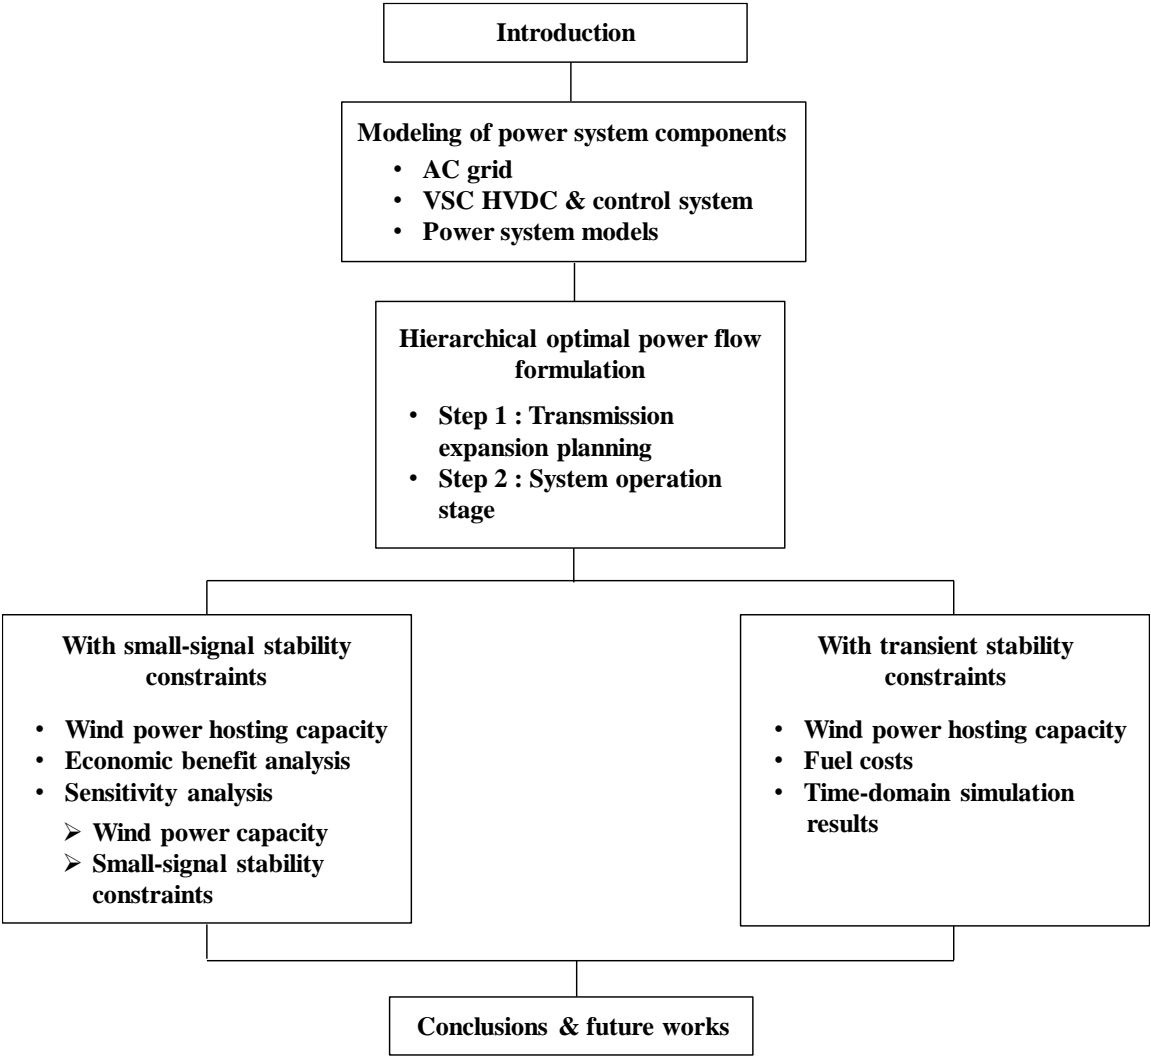 Introduction
Modeling of power system components
• AC grid
• VSC HVDC & control system
• Power system models
Hierarchical optimal power flow
formulation
• Step 1 : Transmission
expansion planning
• Step 2 : System operation
stage
With small-signal stability
constraints
• Wind power hosting capacity
• Economic benefit analysis
• Sensitivity analysis
➢ Wind power capacity
➢ Small-signal stability
constraints
With transient stability
constraints
• Wind power hosting capacity
• Fuel costs
• Time-domain simulation
results
Conclusions & future works